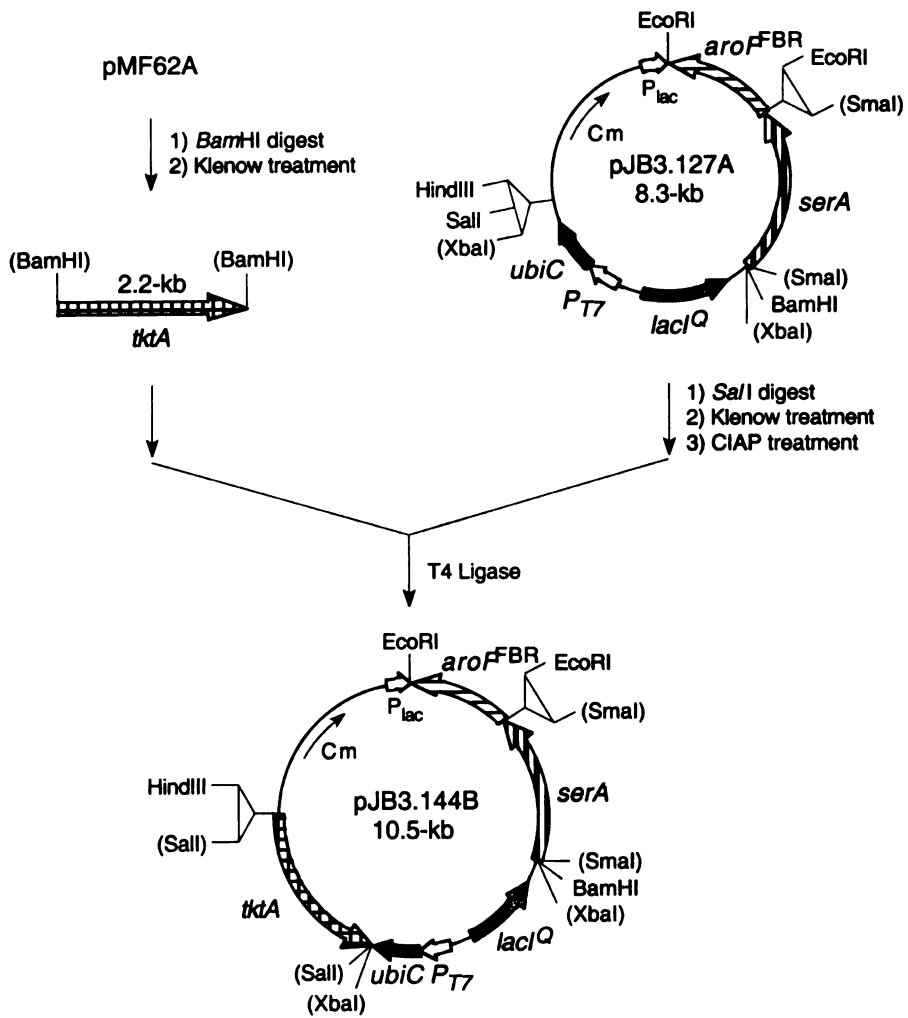 pMF62A
1) BamHI digest
2) Klenow treatment
(BamHI)
(BamHI)
2.2-kb
tktA
EcoRI
aroFFBR
EcoRI
(SmaI)
Plac
Cm
pJB3.127A
8.3-kb
HindIII
SalI
(XbaI)
serA
ubiC
PT7
lacIQ
(SmaI)
BamHI
(XbaI)
1) SalI digest
2) Klenow treatment
3) CIAP treatment
T4 Ligase
EcoRI
aroFFBR
EcoRI
(SmaI)
Plac
Cm
HindIII
pJB3.144B
10.5-kb
serA
(SalI)
(SmaI)
BamHI
(XbaI)
tktA
lacIQ
(SalI)
ubiC PT7
(XbaI)